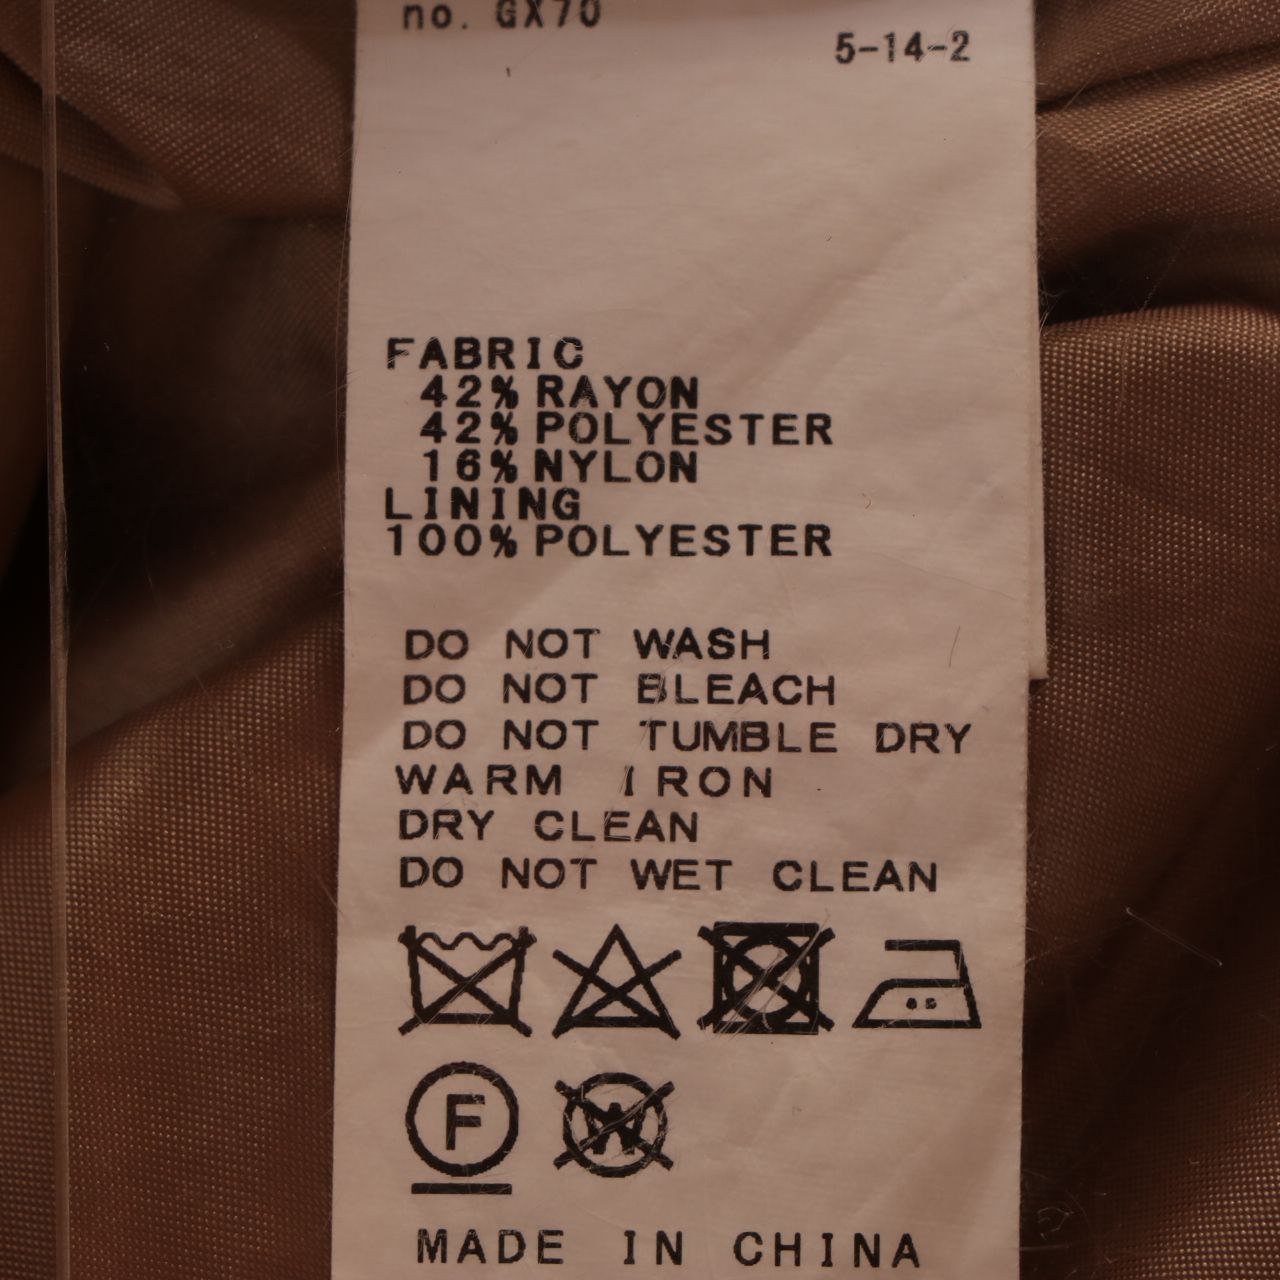 no. GX70
5-14-2
FABRIC
42% RAYON
42% POLYESTER
16% NYLON
LINING
100% POLYESTER
DO NOT WASH
DO NOT BLEACH
DO NOT TUMBLE DRY
WARM IRON
DRY CLEAN
DO NOT WET CLEAN
F W
MADE IN CHINA